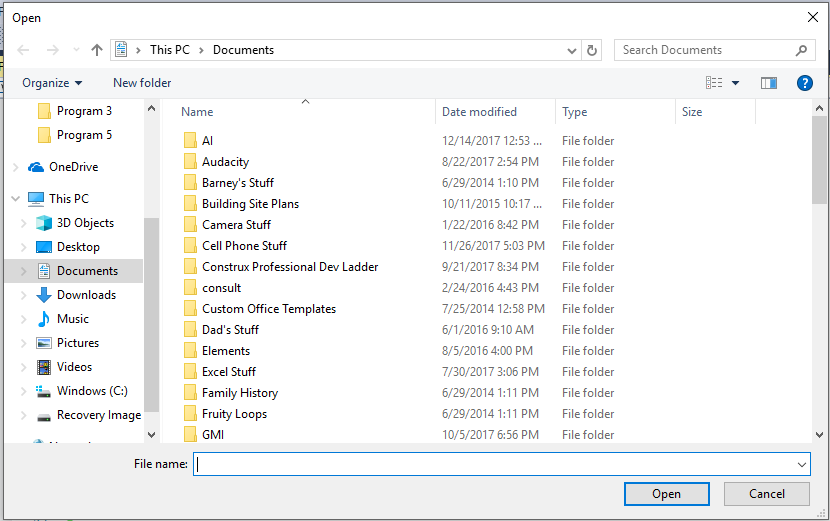 Open
This PC > Documents
Search Documents
Organize New folder
Name Date modified Type Size
Program 3
Program 5
OneDrive
This PC
3D Objects
Desktop
Documents
Downloads
Music
Pictures
Videos
Windows (C:)
Recovery Image
AI 12/14/2017 12:53 ... File folder
Audacity 8/22/2017 2:54 PM File folder
Barney's Stuff 6/29/2014 1:10 PM File folder
Building Site Plans 10/11/2015 10:17 ... File folder
Camera Stuff 1/22/2016 8:42 PM File folder
Cell Phone Stuff 11/26/2017 5:03 PM File folder
Construx Professional Dev Ladder 9/21/2017 8:34 PM File folder
consult 2/24/2016 4:43 PM File folder
Custom Office Templates 7/25/2014 12:58 PM File folder
Dad's Stuff 6/1/2016 9:10 AM File folder
Elements 8/5/2016 4:00 PM File folder
Excel Stuff 7/30/2017 3:06 PM File folder
Family History 6/29/2014 1:11 PM File folder
Fruity Loops 6/29/2014 1:11 PM File folder
GMI 10/5/2017 6:56 PM File folder
File name:
Open Cancel